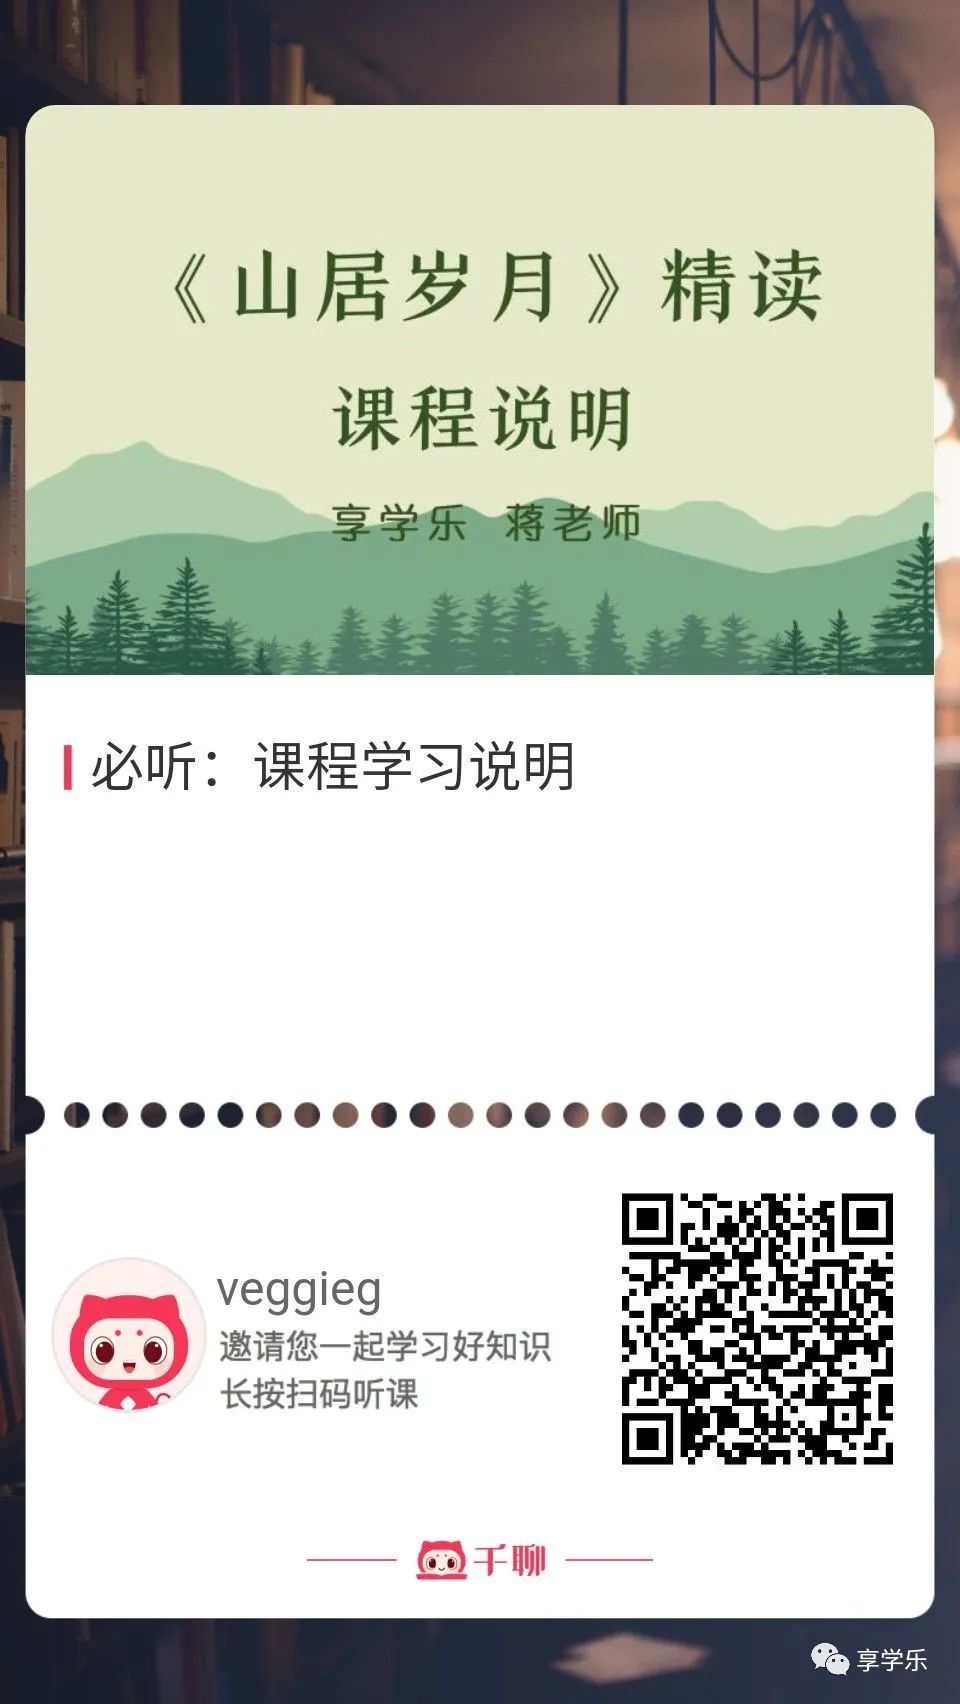 《山居岁月》精读
课程说明
享学乐 蒋老师
必听：课程学习说明
veggieg
邀请您一起学习好知识
长按扫码听课
千聊
享学乐